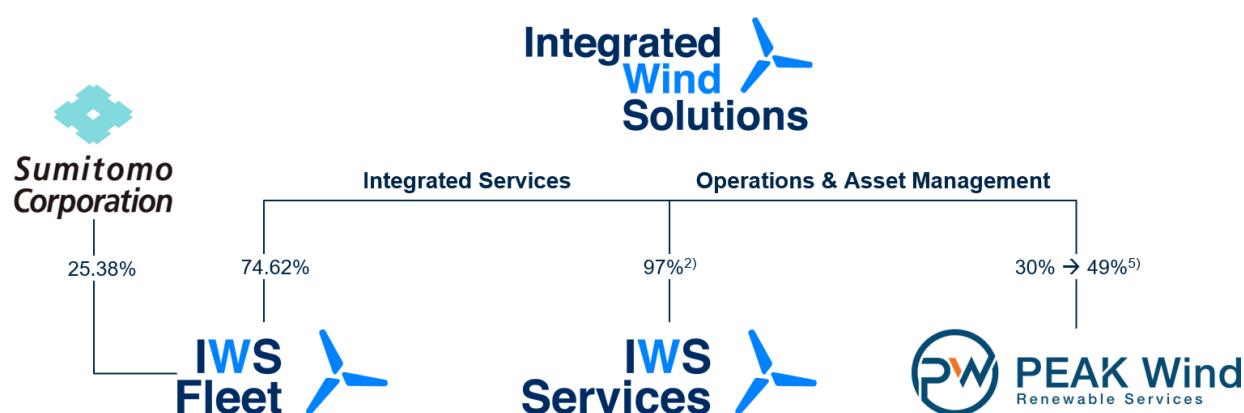 Integrated
Wind
Solutions
Sumitomo
Corporation
Integrated Services
Operations & Asset Management
25.38%
74.62%
97%2)
30% → 49%5)
IWS
Fleet
IWS
Services
PW
PEAK Wind
Renewable Services